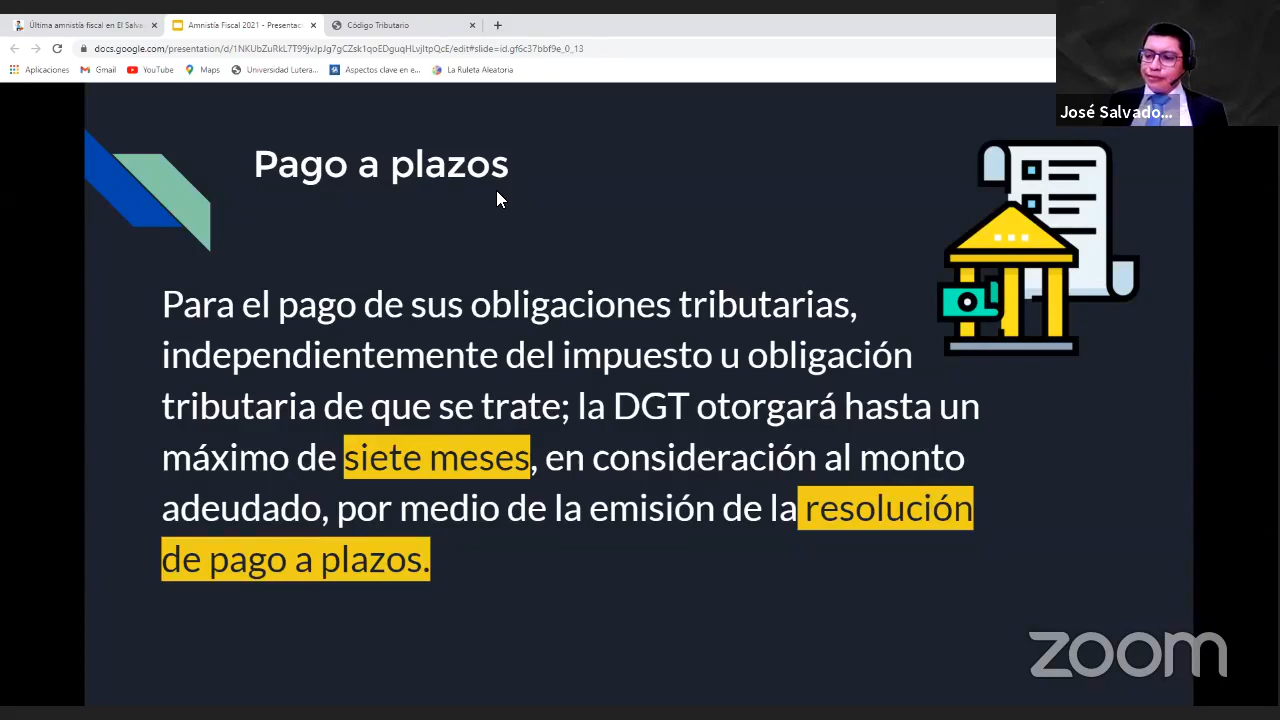 Última amnistía fiscal en El Salva
Amnistía Fiscal 2021 - Presentac
Código Tributario
docs.google.com/presentation/d/1NKUbZuRkL7T99jvJpJg7gCZsk1qoEDguqHLvjltpQcE/edit#slide=id.gf6c37bbf9e_0_13
Aplicaciones
Gmail
YouTube
Maps
Universidad Lutera...
Aspectos clave en e...
La Ruleta Aleatoria
José Salvado...
Pago a plazos
Para el pago de sus obligaciones tributarias,
independientemente del impuesto u obligación
tributaria de que se trate; la DGT otorgará hasta un
máximo de siete meses, en consideración al monto
adeudado, por medio de la emisión de la resolución
de pago a plazos.
zoom